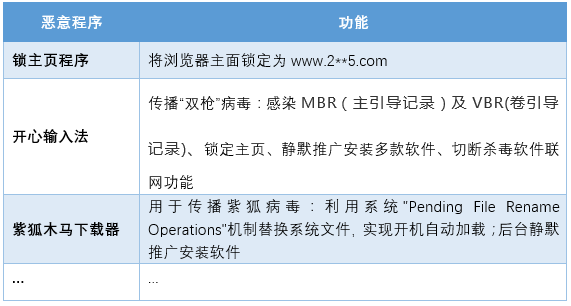 恶意程序 功能
锁主页程序 将浏览器主面锁定为 www.2**5.com
开心输入法 传播“双枪”病毒：感染 MBR（主引导记录）及 VBR(卷引导
记录)、锁定主页、静默推广安装多款软件、切断杀毒软件联
网功能
紫狐木马下载器 用于传播紫狐病毒：利用系统"Pending File Rename
Operations"机制替换系统文件，实现开机自动加载；后台静默
推广安装软件
... ...